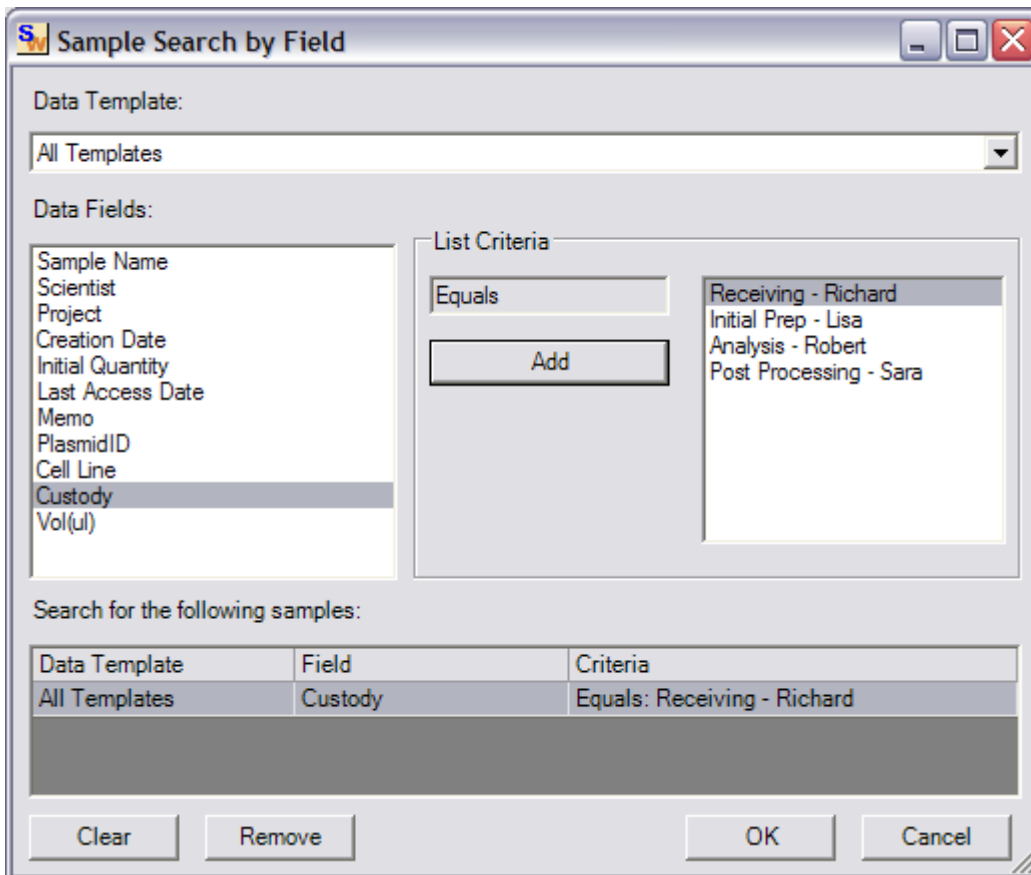 SW Sample Search by Field
Data Template:
All Templates
Data Fields:
Sample Name
Scientist
Project
Creation Date
Initial Quantity
Last Access Date
Memo
PlasmidID
Cell Line
Custody
Vol(ul)
List Criteria
Equals
Add
Receiving - Richard
Initial Prep - Lisa
Analysis - Robert
Post Processing - Sara
Search for the following samples:
Data Template Field Criteria
All Templates Custody Equals: Receiving - Richard
Clear Remove OK Cancel